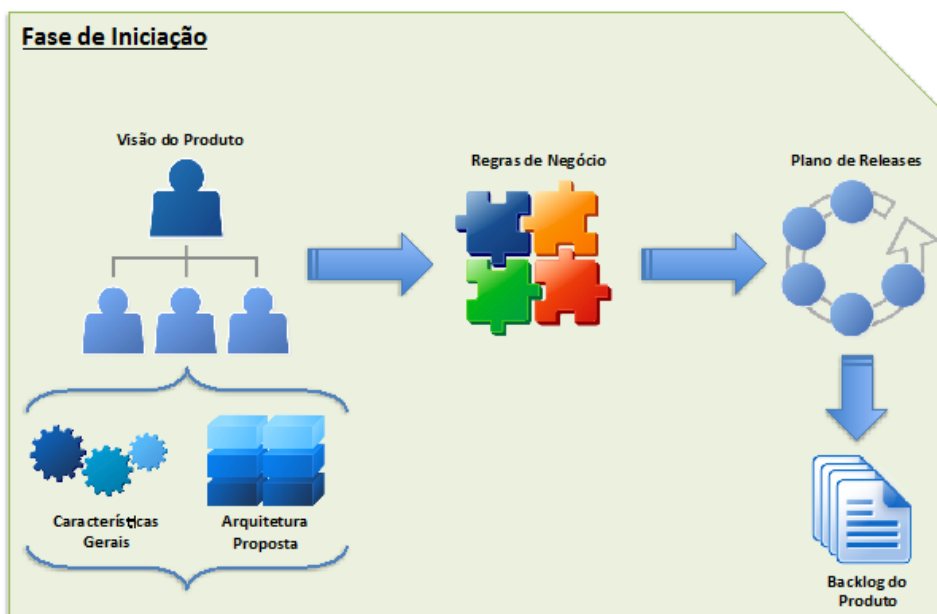 Fase de Iniciação
Visão do Produto
Regras de Negócio
Plano de Releases
Características
Gerais
Arquitetura
Proposta
Backlog do
Produto